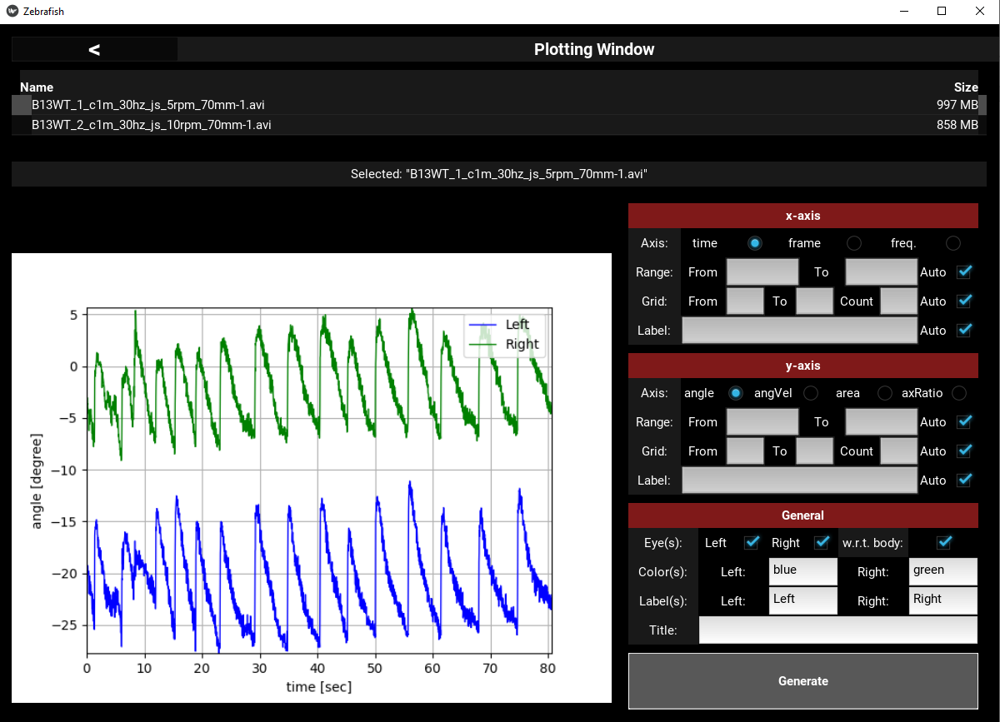 Zebrafish
<
Plotting Window
Name Size
B13WT_1_c1m_30hz_js_5rpm_70mm-1.avi 997 MB
B13WT_2_c1m_30hz_js_10rpm_70mm-1.avi 858 MB
Selected: "B13WT_1_c1m_30hz_js_5rpm_70mm-1.avi"
5
0
−5
−10
−15
−20
−25
angle [degree]
Left
Right
0 10 20 30 40 50 60 70 80
time [sec]
x-axis
Axis: time frame freq.
Range: From To Auto
Grid: From To Count Auto
Label: Auto
y-axis
Axis: angle angVel area axRatio
Range: From To Auto
Grid: From To Count Auto
Label: Auto
General
Eye(s): Left Right w.r.t. body:
Color(s): Left: blue Right: green
Label(s): Left: Left Right: Right
Title:
Generate